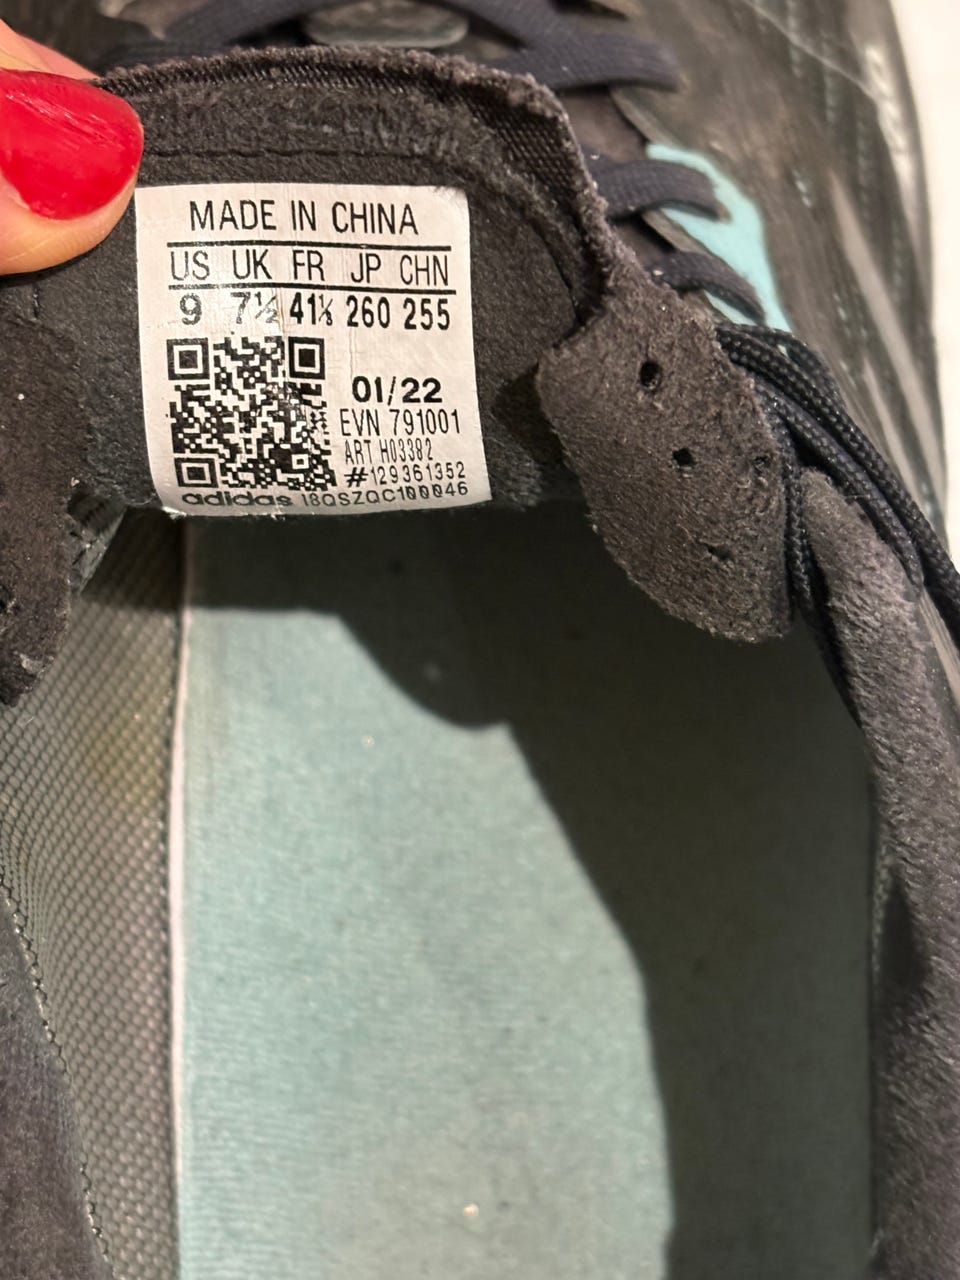 MADE IN CHINA
US UK FR JP CHN
9 7½ 41⅓ 260 255
01/22
EVN 791001
ART H03382
#129361352
adidas 18QSZQC100046